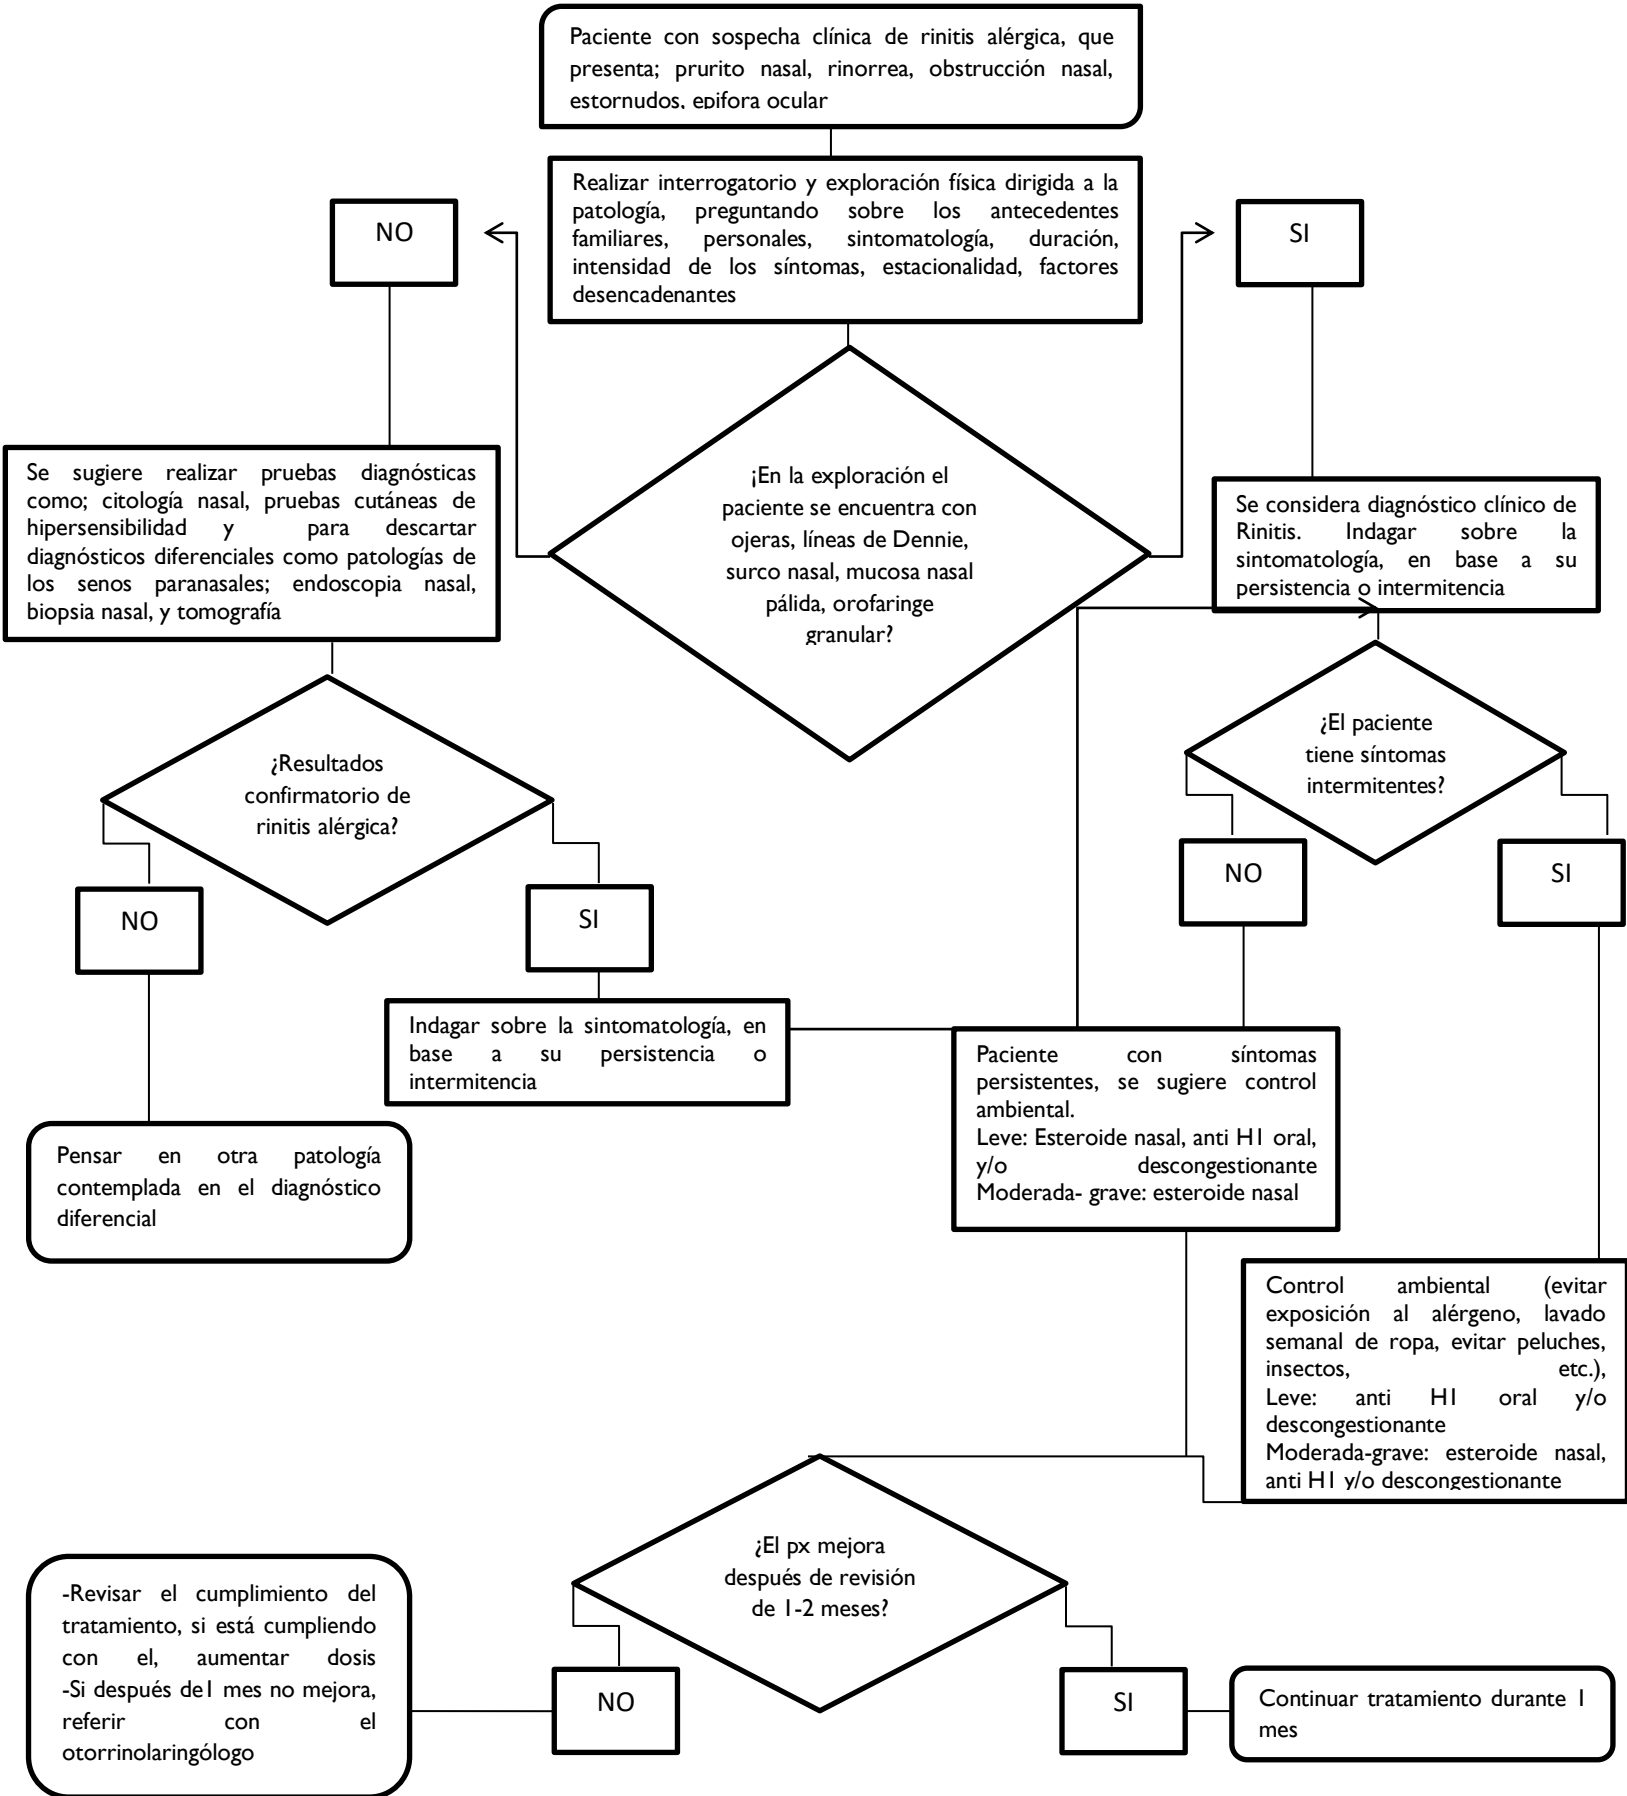 Paciente con sospecha clínica de rinitis alérgica, que
presenta; prurito nasal, rinorrea, obstrucción nasal,
estornudos, epifora ocular
Realizar interrogatorio y exploración física dirigida a la
patología, preguntando sobre los antecedentes
familiares, personales, sintomatología, duración,
intensidad de los síntomas, estacionalidad, factores
desencadenantes
NO
SI
¡En la exploración el
paciente se encuentra con
ojeras, líneas de Dennie,
surco nasal, mucosa nasal
pálida, orofaringe
granular?
Se sugiere realizar pruebas diagnósticas
como; citología nasal, pruebas cutáneas de
hipersensibilidad y para descartar
diagnósticos diferenciales como patologías de
los senos paranasales; endoscopia nasal,
biopsia nasal, y tomografía
Se considera diagnóstico clínico de
Rinitis. Indagar sobre la
sintomatología, en base a su
persistencia o intermitencia
¿Resultados
confirmatorio de
rinitis alérgica?
¿El paciente
tiene síntomas
intermitentes?
NO
SI
NO
SI
Indagar sobre la sintomatología, en
base a su persistencia o
intermitencia
Paciente con síntomas
persistentes, se sugiere control
ambiental.
Leve: Esteroide nasal, anti H1 oral,
y/o descongestionante
Moderada- grave: esteroide nasal
Pensar en otra patología
contemplada en el diagnóstico
diferencial
Control ambiental (evitar
exposición al alérgeno, lavado
semanal de ropa, evitar peluches,
insectos, etc.),
Leve: anti H1 oral y/o
descongestionante
Moderada-grave: esteroide nasal,
anti H1 y/o descongestionante
¿El px mejora
después de revisión
de 1-2 meses?
-Revisar el cumplimiento del
tratamiento, si está cumpliendo
con el, aumentar dosis
-Si después de1 mes no mejora,
referir con el
otorrinolaringólogo
NO
SI
Continuar tratamiento durante 1
mes